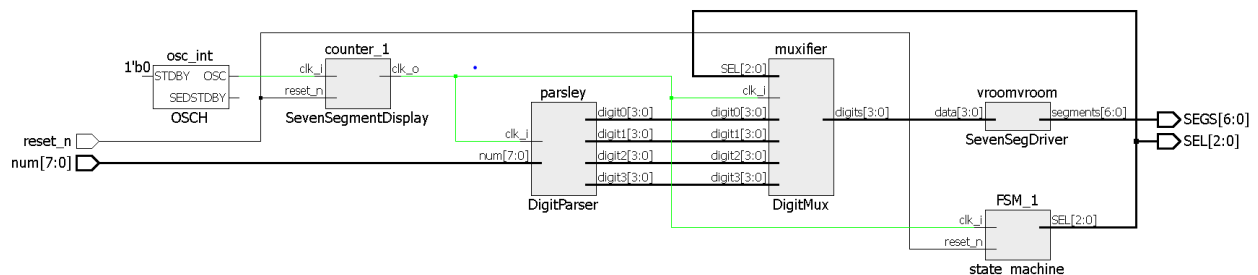 osc_int
1'b0
STDBY OSC
SEDSTDBY
OSCH
counter_1
clk_i clk_o
reset_n
SevenSegmentDisplay
reset_n
num[7:0]
parsley
clk_i
num[7:0]
digit0[3:0]
digit1[3:0]
digit2[3:0]
digit3[3:0]
DigitParser
muxifier
SEL[2:0]
clk_i
digit0[3:0]
digit1[3:0]
digit2[3:0]
digit3[3:0]
digits[3:0]
DigitMux
vroomvroom
data[3:0] segments[6:0]
SevenSegDriver
SEGS[6:0]
SEL[2:0]
FSM_1
clk_i SEL[2:0]
reset_n
state_machine